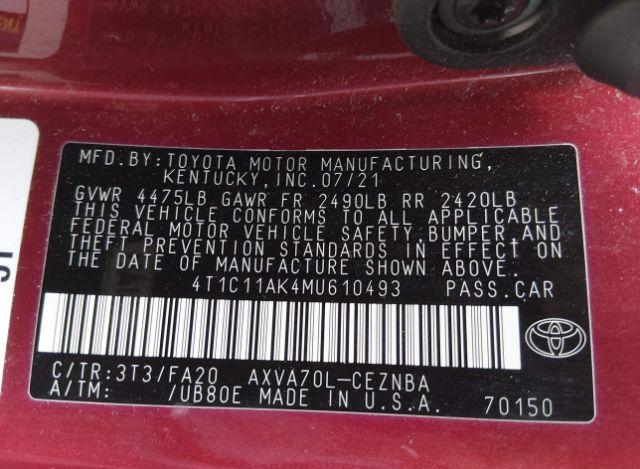 MFD.BY:TOYOTA MOTOR MANUFACTURING,
KENTUCKY,INC.07/21
GVWR 4475LB GAWR FR 2490LB RR 2420LB
THIS VEHICLE CONFORMS TO ALL APPLICABLE
FEDERAL MOTOR VEHICLE SAFETY,BUMPER,AND
THEFT PREVENTION STANDARDS IN EFFECT ON
THE DATE OF MANUFACTURE SHOWN ABOVE.
4T1C11AK4MU610493 PASS.CAR
C/TR:3T3/FA20 AXVA70L-CEZNBA
A/TM: /UB80E MADE IN U.S.A. 70150